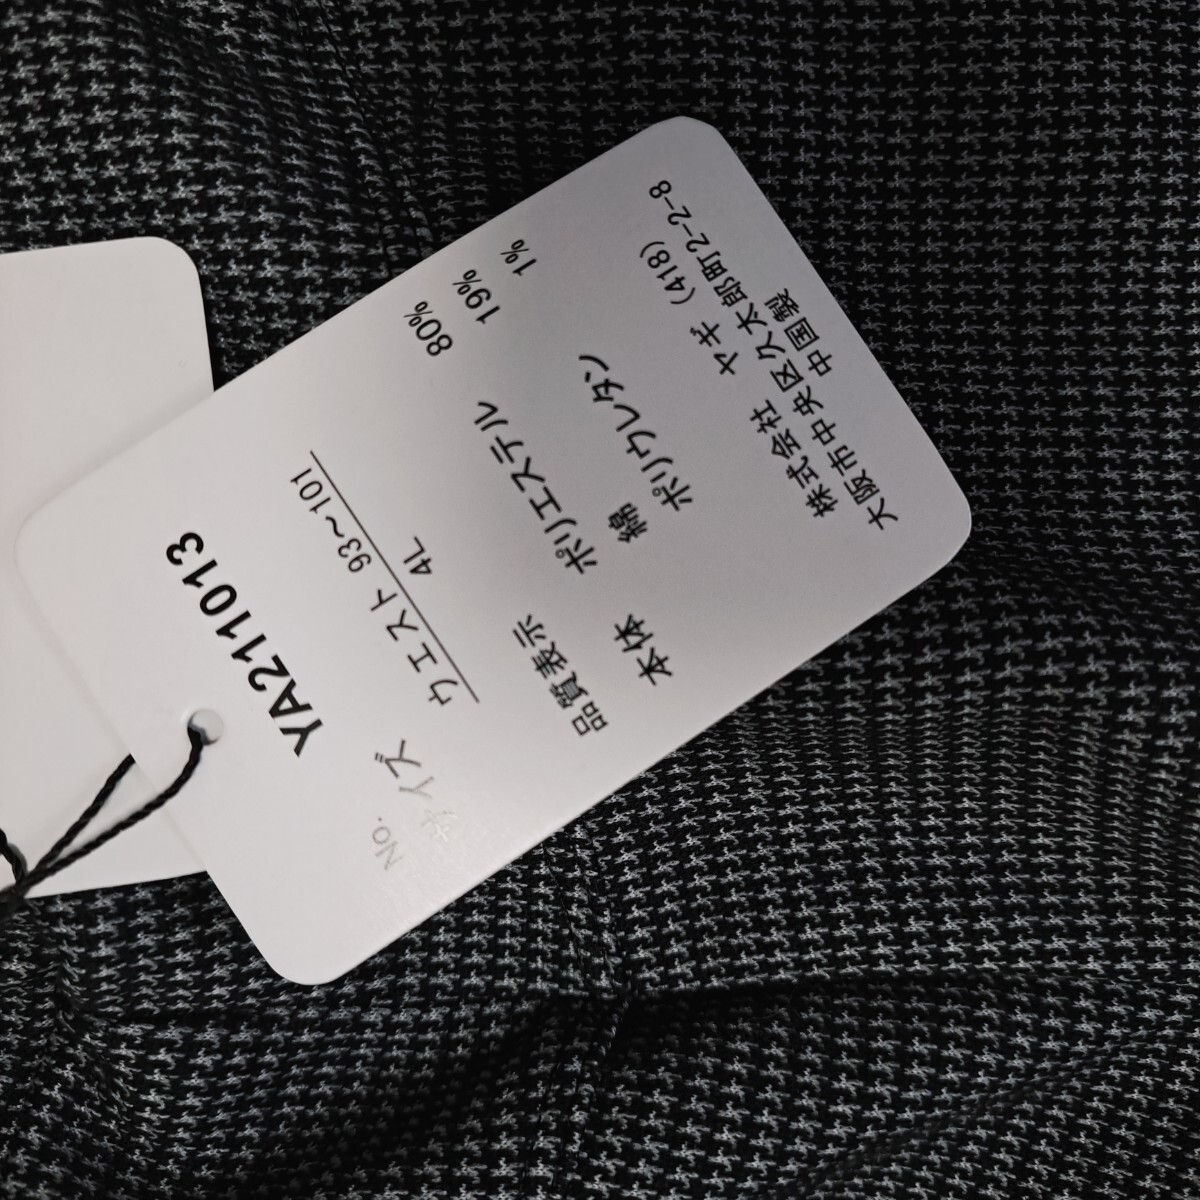 No. YA211013
サイズ ウエスト 93~101
4L
品質表示
本体 ポリエステル 80%
綿 19%
ポリウレタン 1%
株式会社 ヤギ (418)
大阪市中央区久太郎町2-2-8
中国製